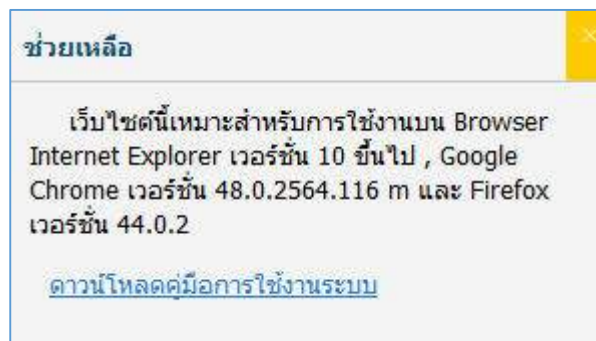 ช่วยเหลือ
เว็บไซต์นี้เหมาะสำหรับการใช้งานบน Browser
Internet Explorer เวอร์ชั่น 10 ขึ้นไป , Google
Chrome เวอร์ชั่น 48.0.2564.116 m และ Firefox
เวอร์ชั่น 44.0.2
ดาวน์โหลดคู่มือการใช้งานระบบ